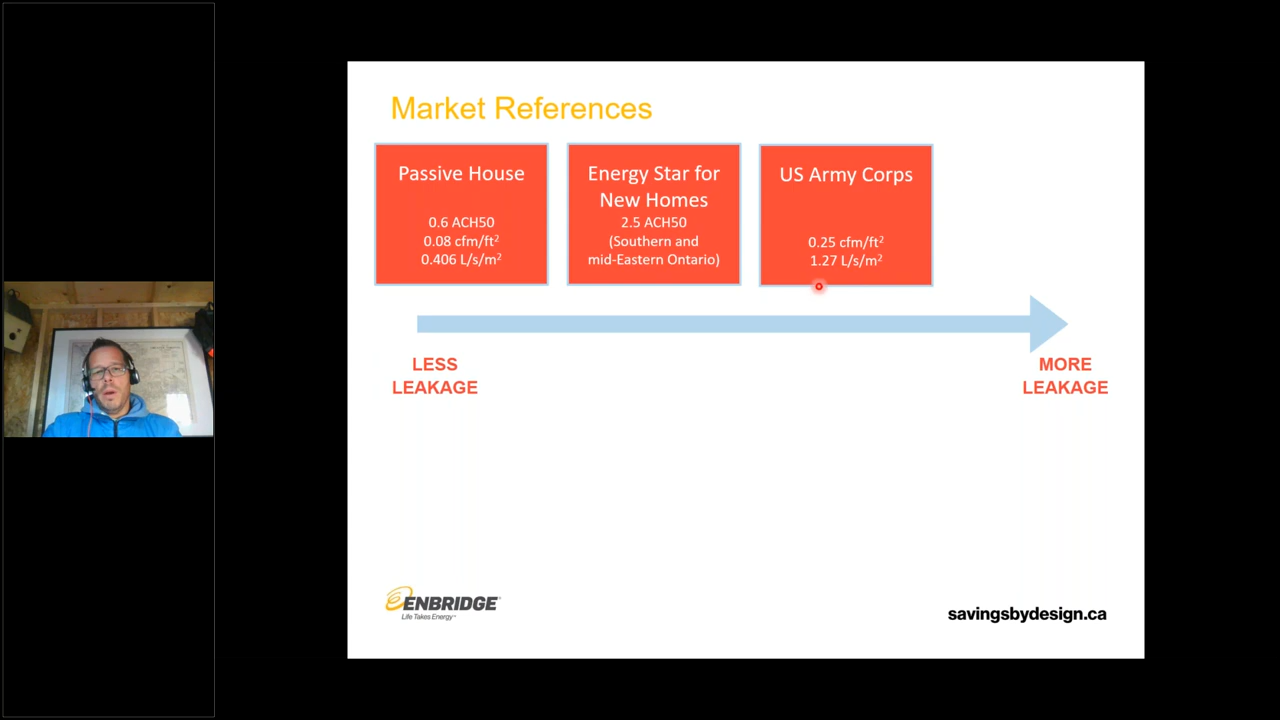 Market References
Passive House
0.6 ACH50
0.08 cfm/ft²
0.406 L/s/m²
Energy Star for
New Homes
2.5 ACH50
(Southern and
mid-Eastern Ontario)
US Army Corps
0.25 cfm/ft²
1.27 L/s/m²
LESS
LEAKAGE
MORE
LEAKAGE
ENBRIDGE
Life Takes Energy™
savingsbydesign.ca